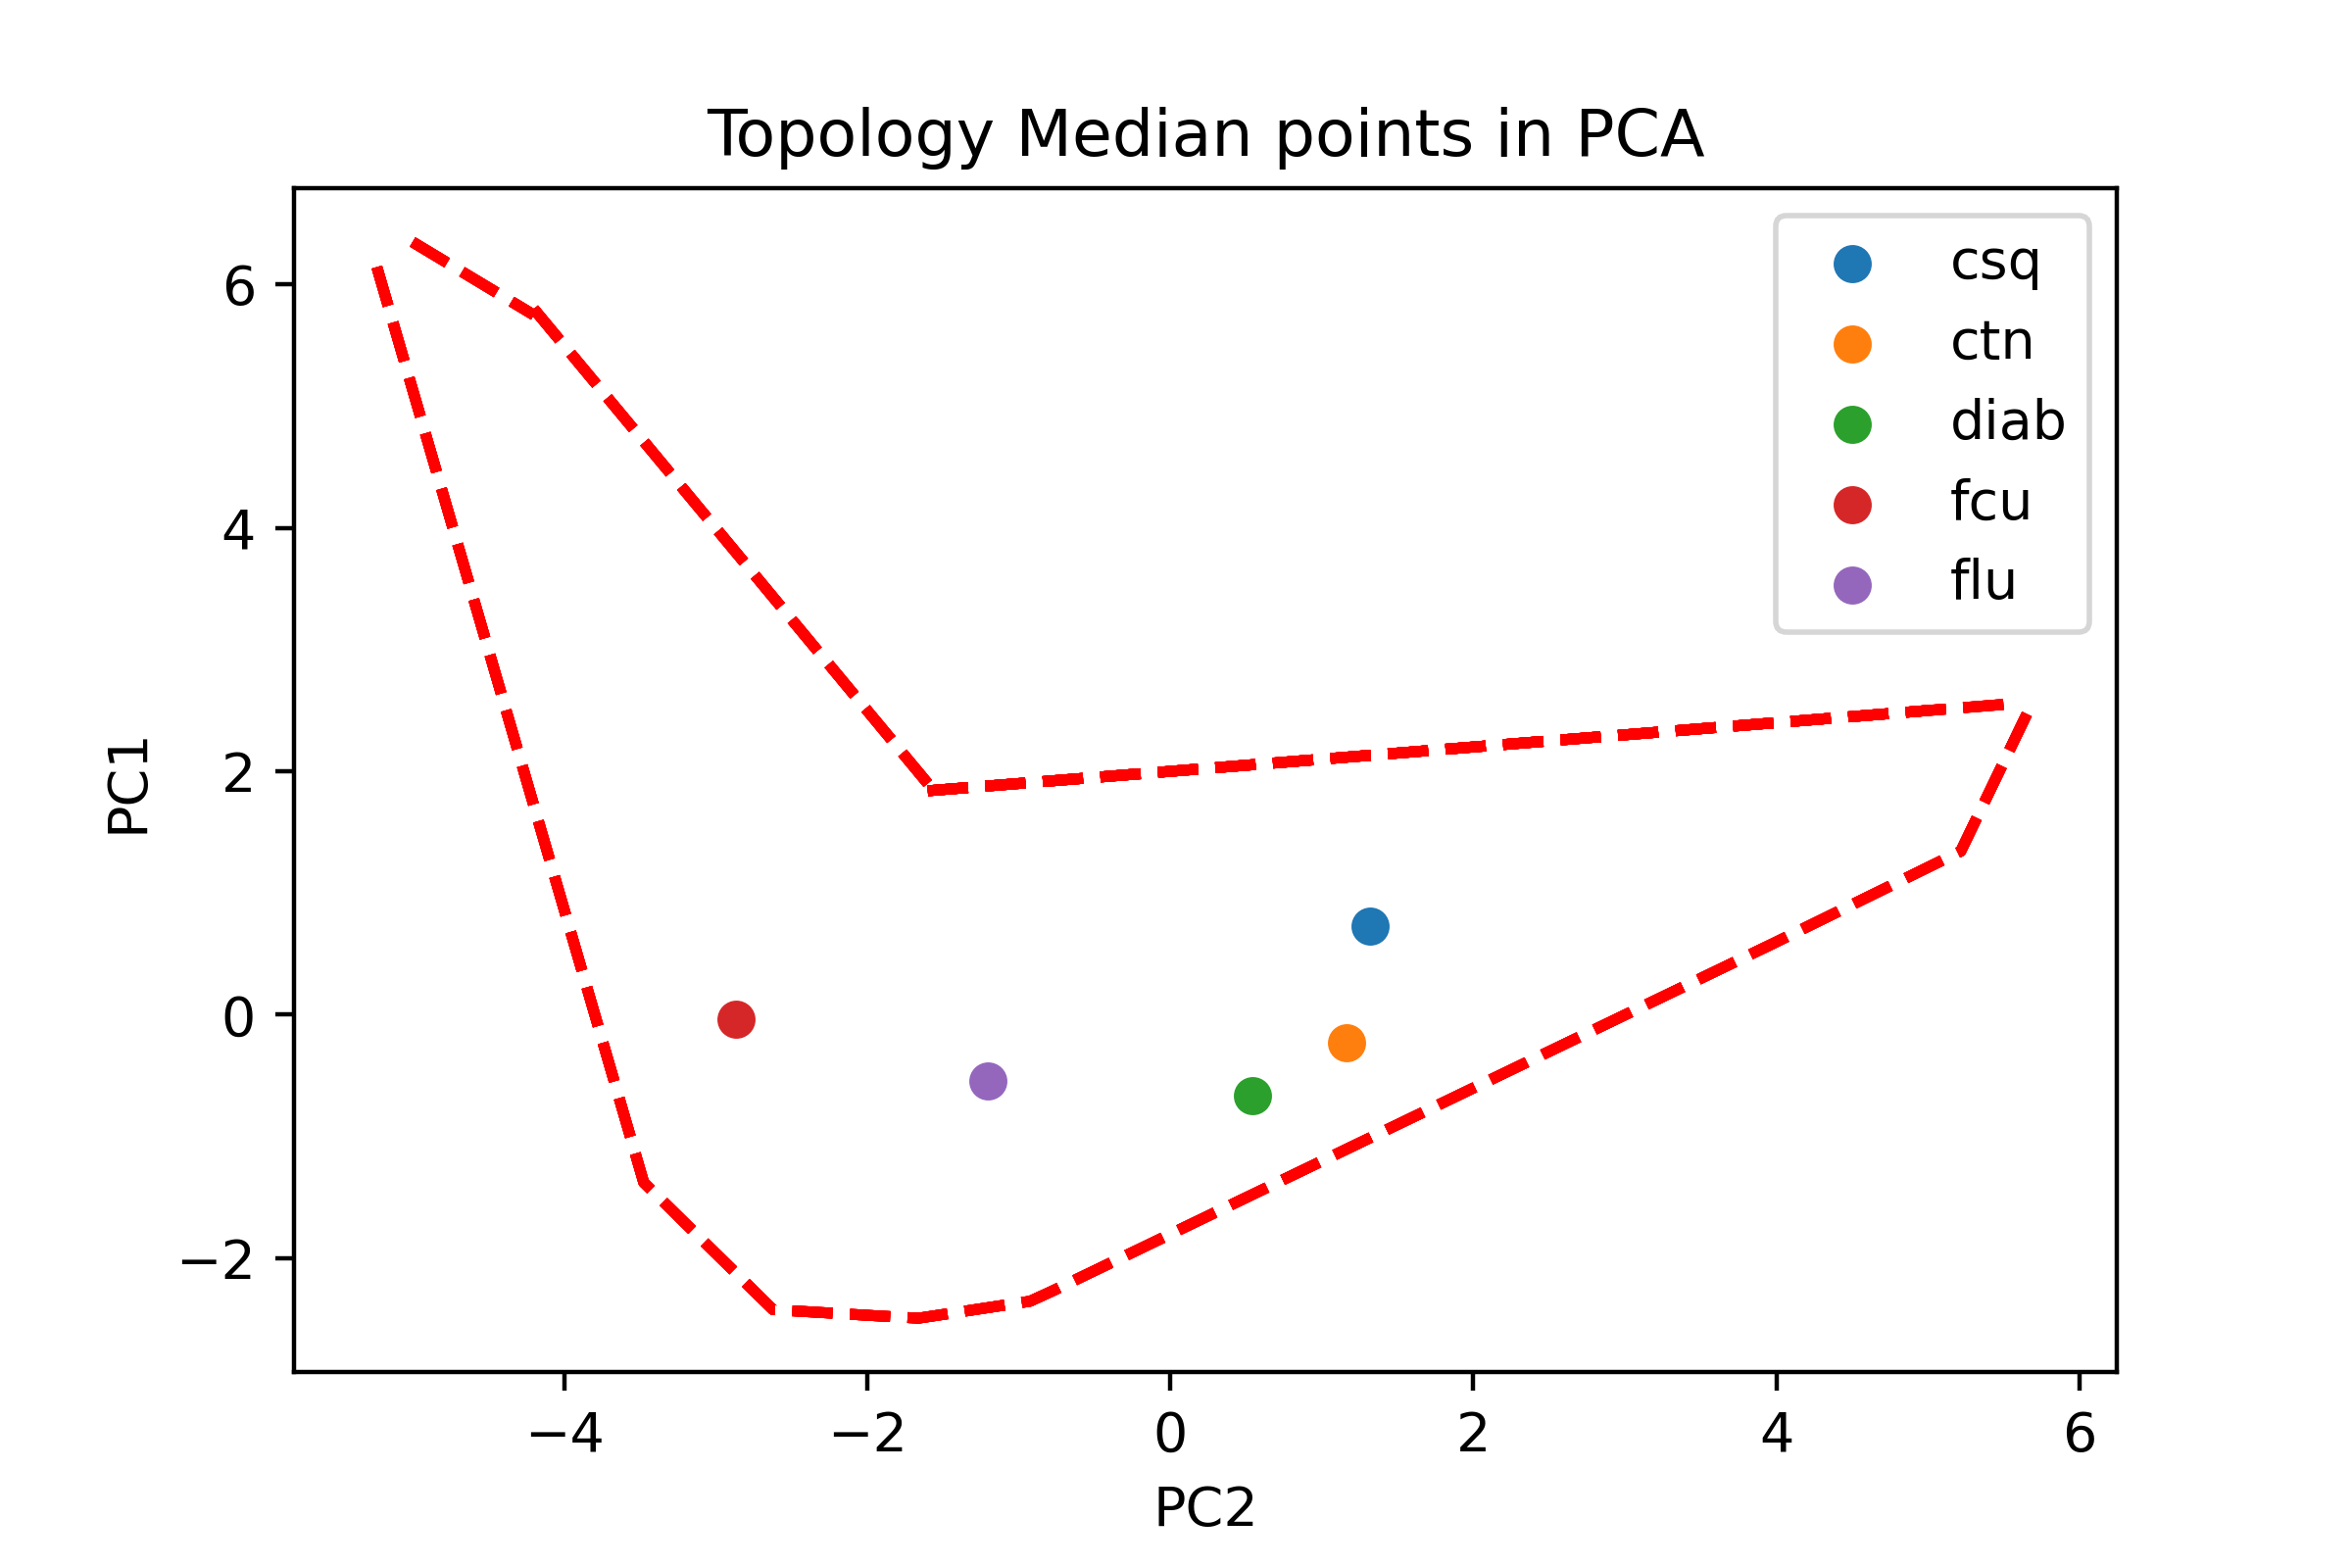 Topology Median points in PCA
csq
ctn
diab
fcu
flu
6
4
2
0
−2
PC1
−4 −2 0 2 4 6
PC2